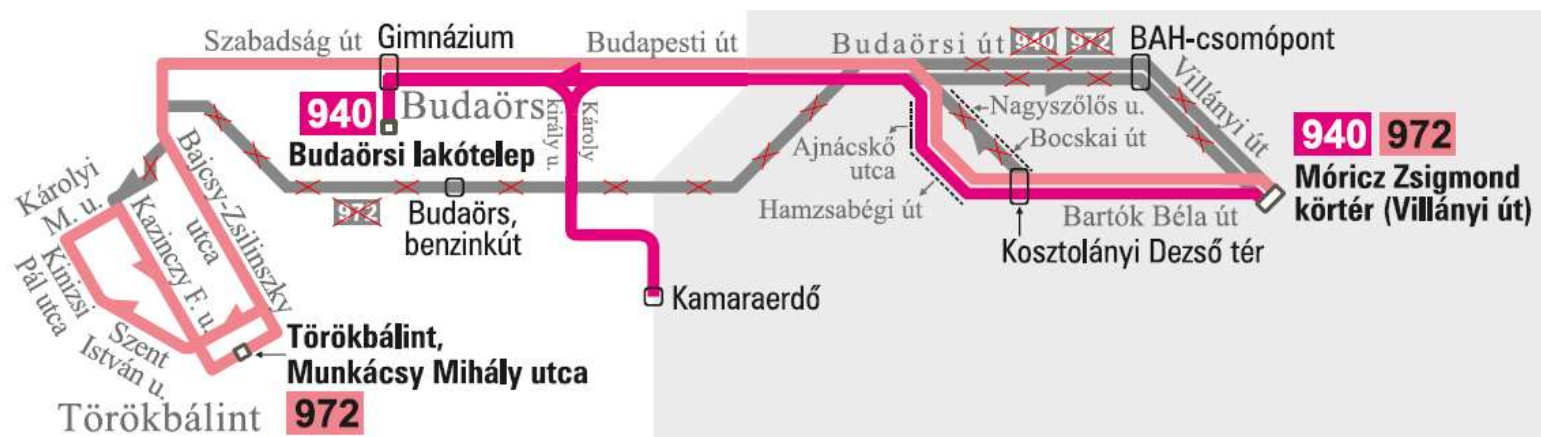 Szabadság út
Gimnázium
Budapesti út
Budaörsi út
940
972
BAH-csomópont
Villányi út
940
Budaörs
Budaörsi lakótelep
Károly
király u.
Nagyszőlős u.
Bocskai út
Ajnácskő
utca
Hamzsabégi út
Bartók Béla út
Kosztolányi Dezső tér
940
972
Móricz Zsigmond
körtér (Villányi út)
972
Budaörs,
benzinkút
Kamaraerdő
Bajcsy-Zsilinszky
utca
Károlyi
M. u.
Kazinczy F. u.
Kinizsi
Pál utca
Szent
István u.
Törökbálint,
Munkácsy Mihály utca
Törökbálint
972